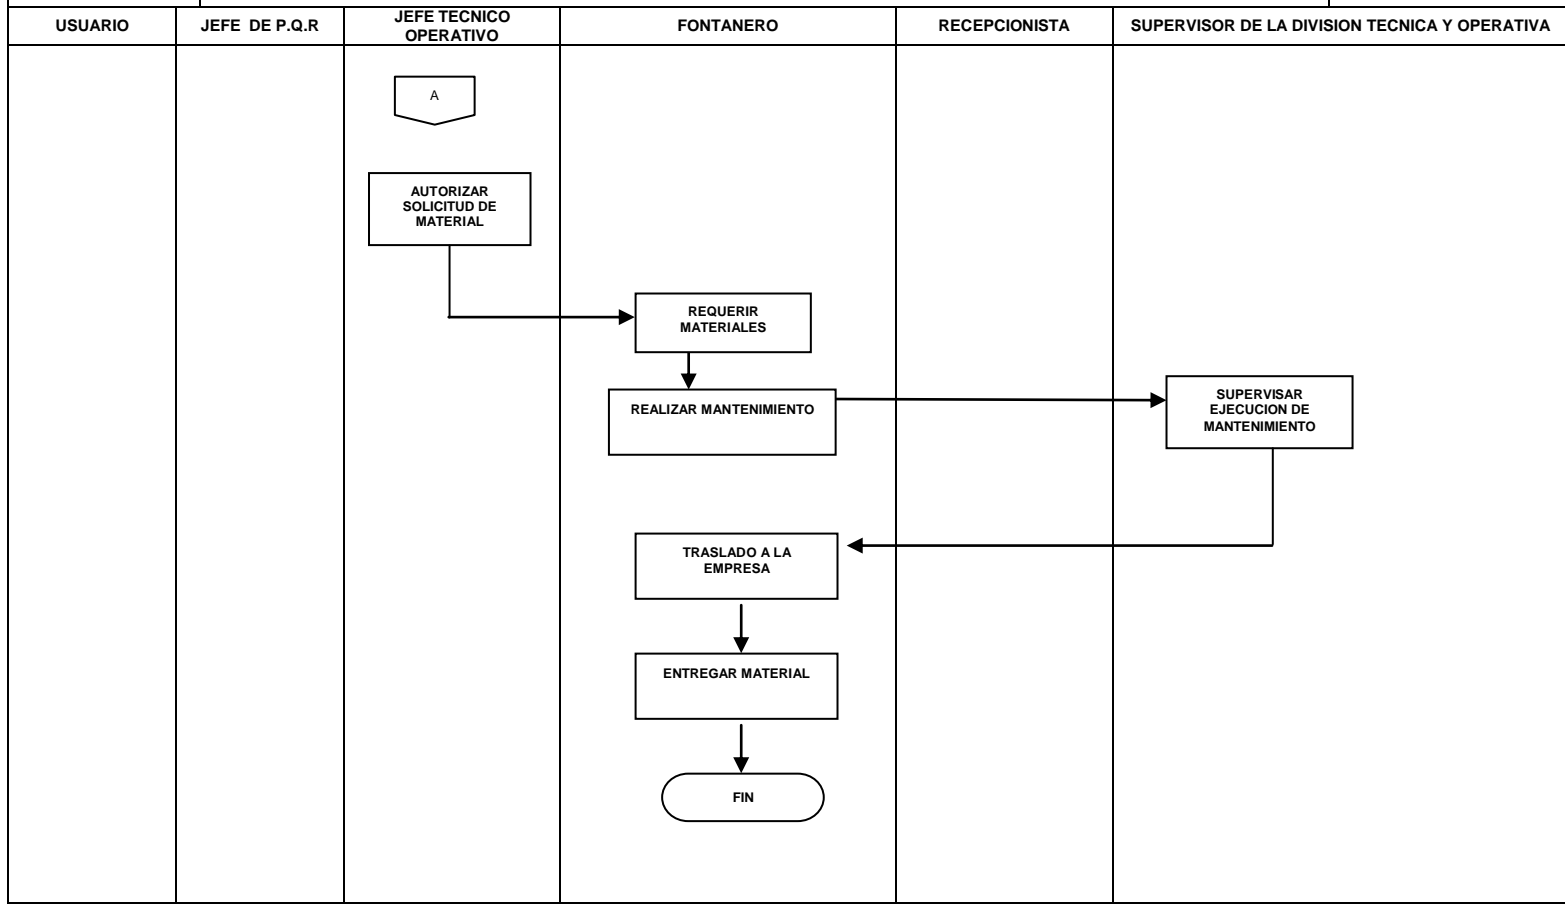 USUARIO
JEFE DE P.Q.R
JEFE TECNICO
OPERATIVO
FONTANERO
RECEPCIONISTA
SUPERVISOR DE LA DIVISION TECNICA Y OPERATIVA
A
AUTORIZAR
SOLICITUD DE
MATERIAL
REQUERIR
MATERIALES
REALIZAR MANTENIMIENTO
SUPERVISAR
EJECUCION DE
MANTENIMIENTO
TRASLADO A LA
EMPRESA
ENTREGAR MATERIAL
FIN